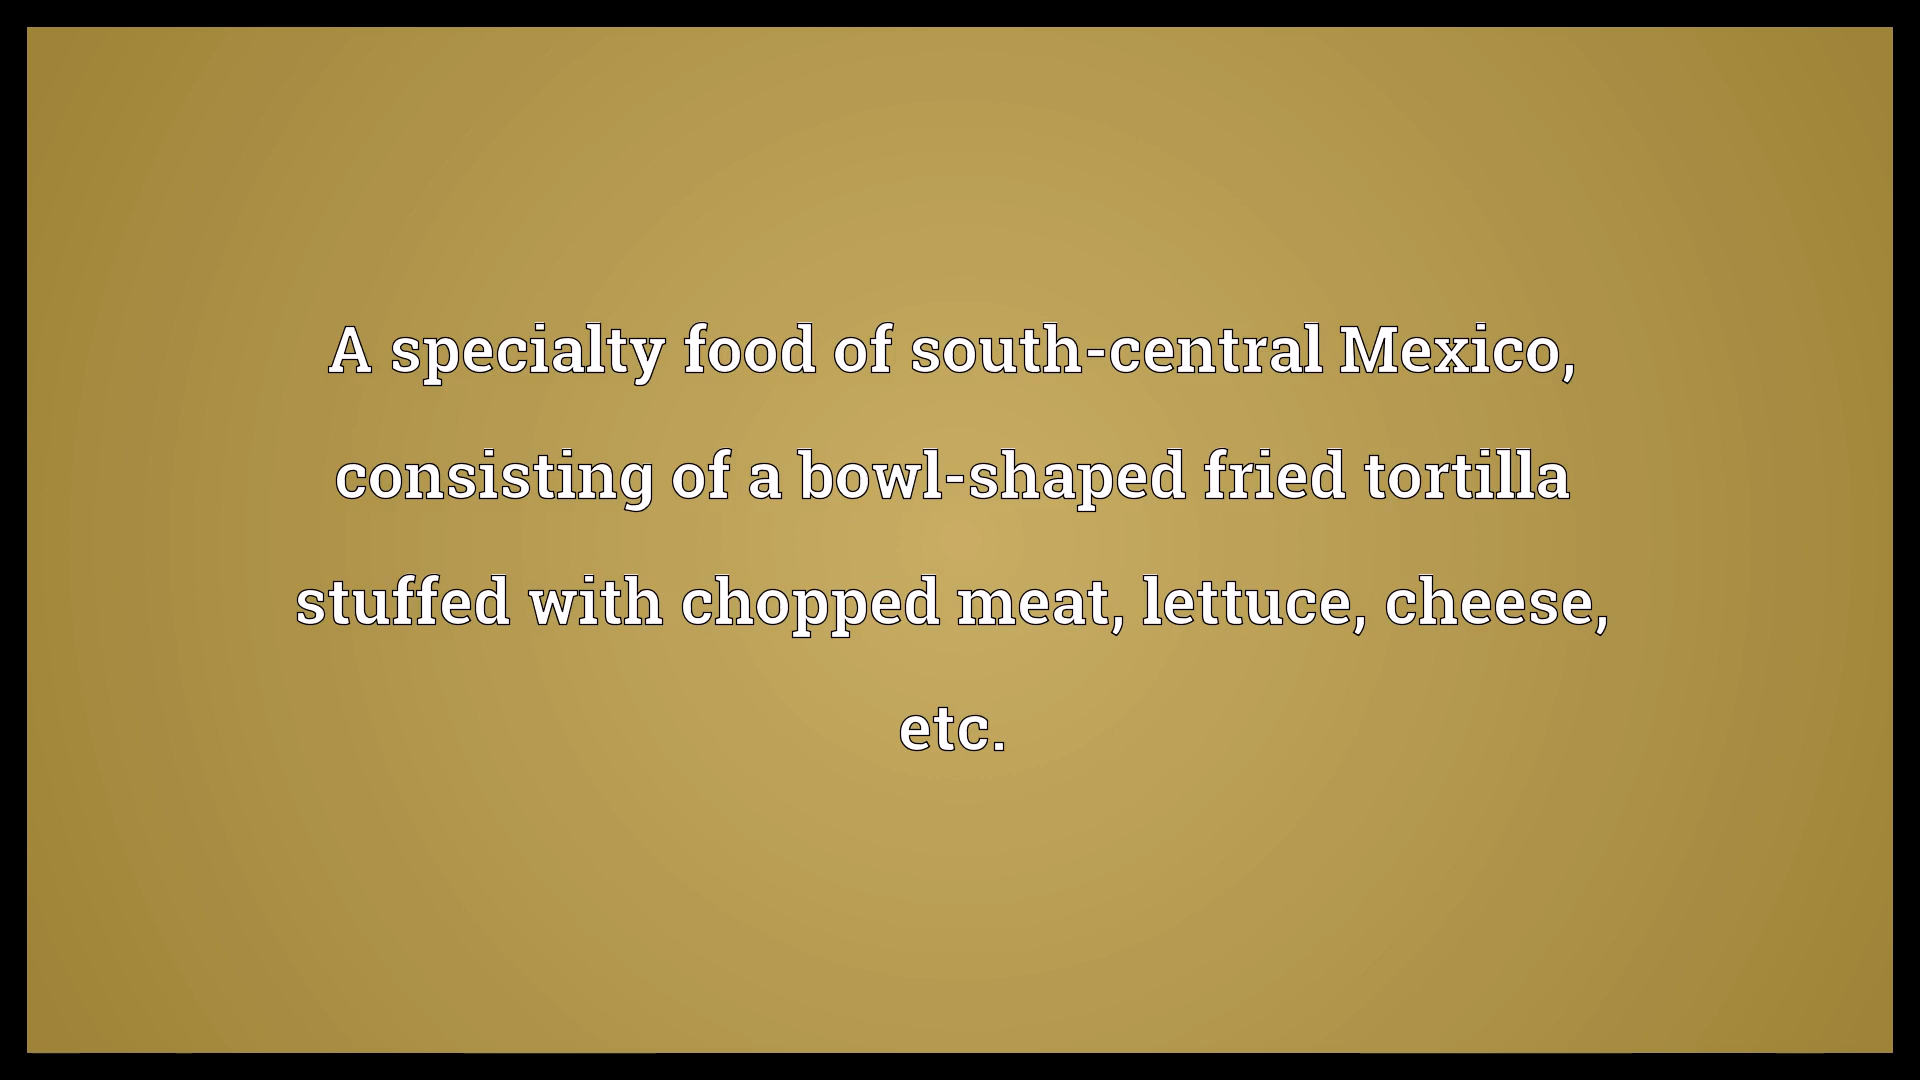 A specialty food of south-central Mexico,
consisting of a bowl-shaped fried tortilla
stuffed with chopped meat, lettuce, cheese,
etc.